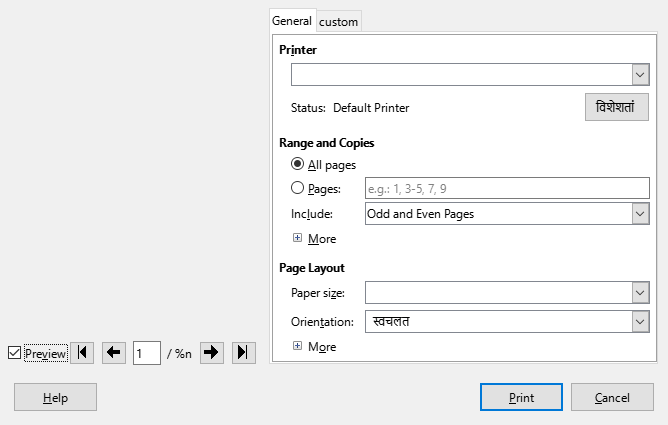 General custom
Printer
Status: Default Printer विशेशतां
Range and Copies
All pages
Pages: e.g.: 1, 3-5, 7, 9
Include: Odd and Even Pages
More
Page Layout
Paper size:
Orientation: स्वचलत
More
Preview 1 / %n
Help Print Cancel